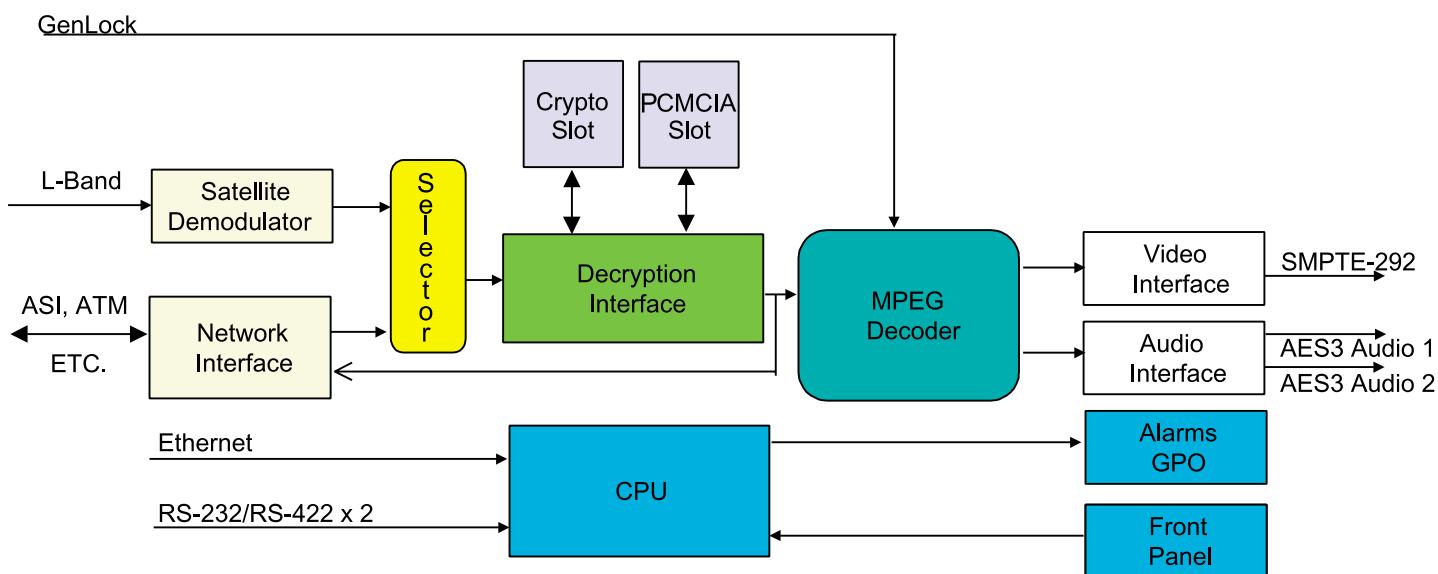 GenLock
Crypto
Slot
PCMCIA
Slot
L-Band
Satellite
Demodulator
Selector
Decryption
Interface
MPEG
Decoder
Video
Interface
SMPTE-292
ASI, ATM
ETC.
Network
Interface
Audio
Interface
AES3 Audio 1
AES3 Audio 2
Ethernet
RS-232/RS-422 x 2
CPU
Alarms
GPO
Front
Panel